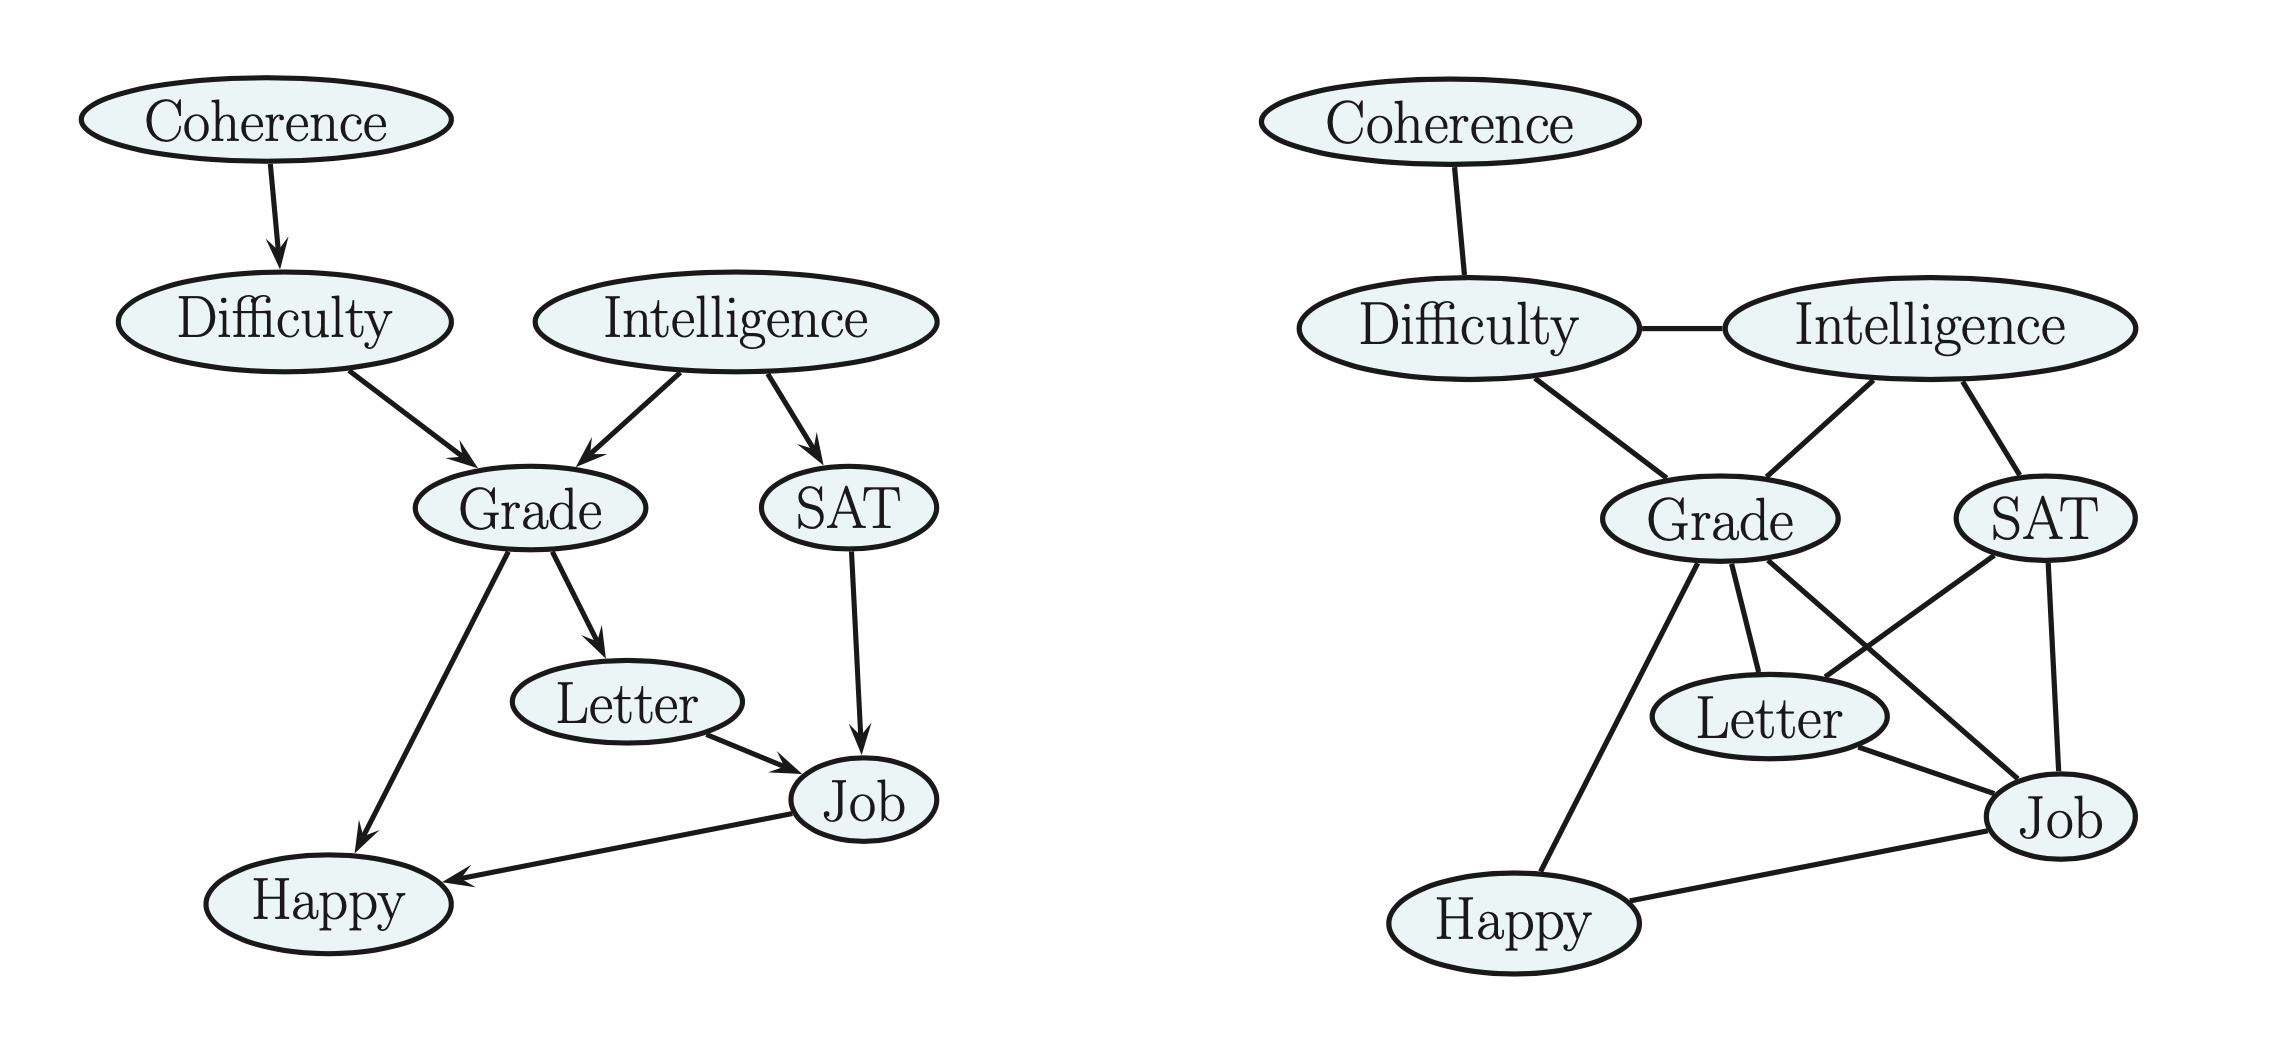 Coherence
Difficulty
Intelligence
Grade
SAT
Letter
Job
Happy
Coherence
Difficulty
Intelligence
Grade
SAT
Letter
Job
Happy